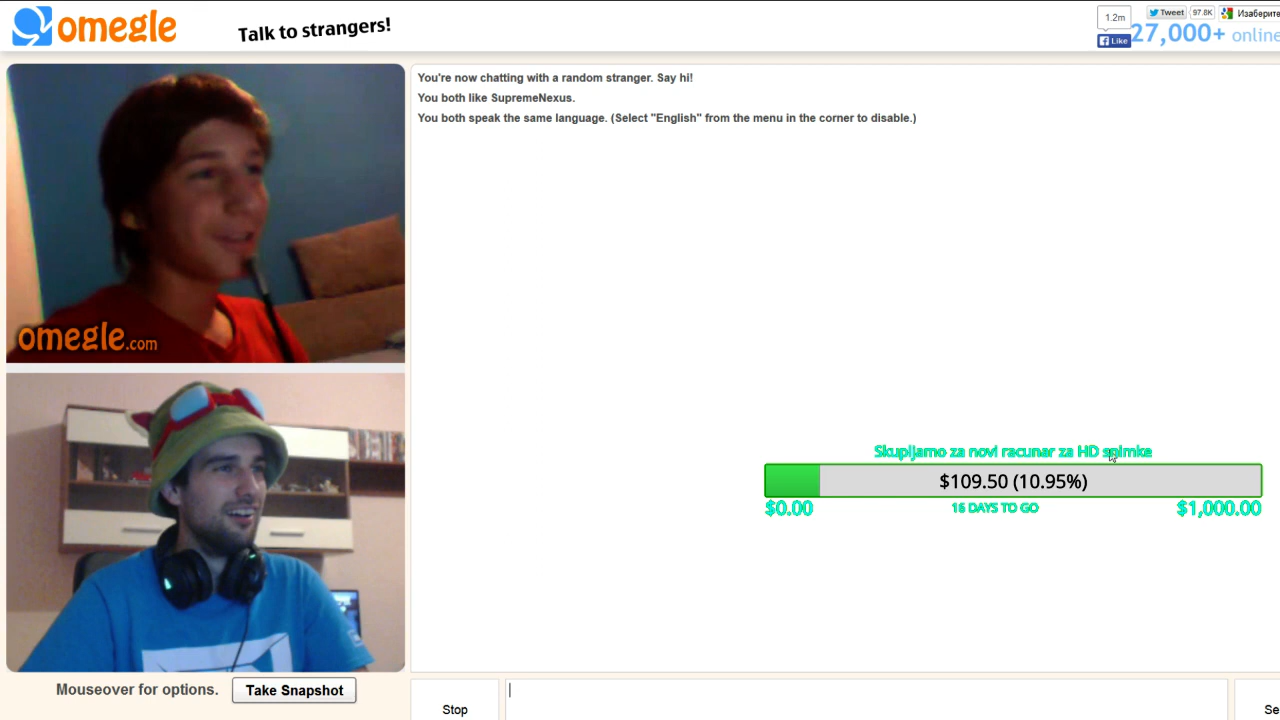 omegle
Talk to strangers!
1.2m
Like
Tweet
97.8K
Изаберите
27,000+ online
You're now chatting with a random stranger. Say hi!
You both like SupremeNexus.
You both speak the same language. (Select "English" from the menu in the corner to disable.)
omegle.com
Skupljamo za novi racunar za HD snimke
$109.50 (10.95%)
$0.00
16 DAYS TO GO
$1,000.00
Mouseover for options.
Take Snapshot
Stop
Se